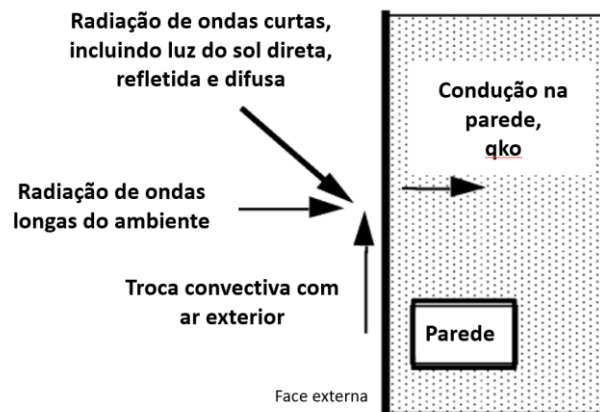 Radiação de ondas curtas,
incluindo luz do sol direta,
refletida e difusa
Condução na
parede,
qko
Radiação de ondas
longas do ambiente
Troca convectiva com
ar exterior
Parede
Face externa